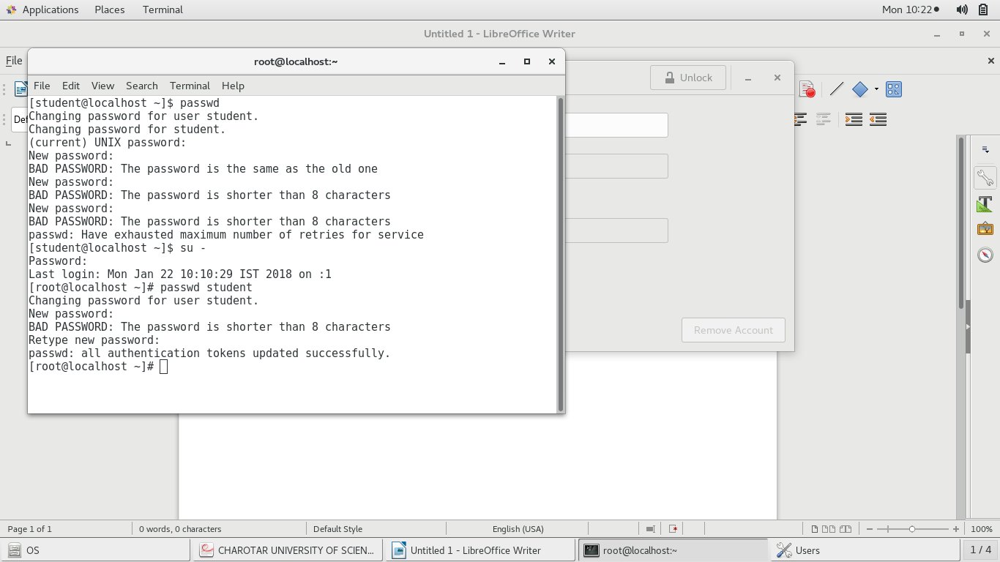 Applications Places Terminal Mon 10:22
Untitled 1 - LibreOffice Writer
File
root@localhost:~
Unlock
File Edit View Search Terminal Help
[student@localhost ~]$ passwd
Changing password for user student.
Changing password for student.
(current) UNIX password:
New password:
BAD PASSWORD: The password is the same as the old one
New password:
BAD PASSWORD: The password is shorter than 8 characters
New password:
BAD PASSWORD: The password is shorter than 8 characters
passwd: Have exhausted maximum number of retries for service
[student@localhost ~]$ su -
Password:
Last login: Mon Jan 22 10:10:29 IST 2018 on :1
[root@localhost ~]# passwd student
Changing password for user student.
New password:
BAD PASSWORD: The password is shorter than 8 characters
Retype new password:
passwd: all authentication tokens updated successfully.
[root@localhost ~]#
Remove Account
Page 1 of 1 0 words, 0 characters Default Style English (USA) 100%
OS CHAROTAR UNIVERSITY OF SCIEN... Untitled 1 - LibreOffice Writer root@localhost:~ Users 1 / 4